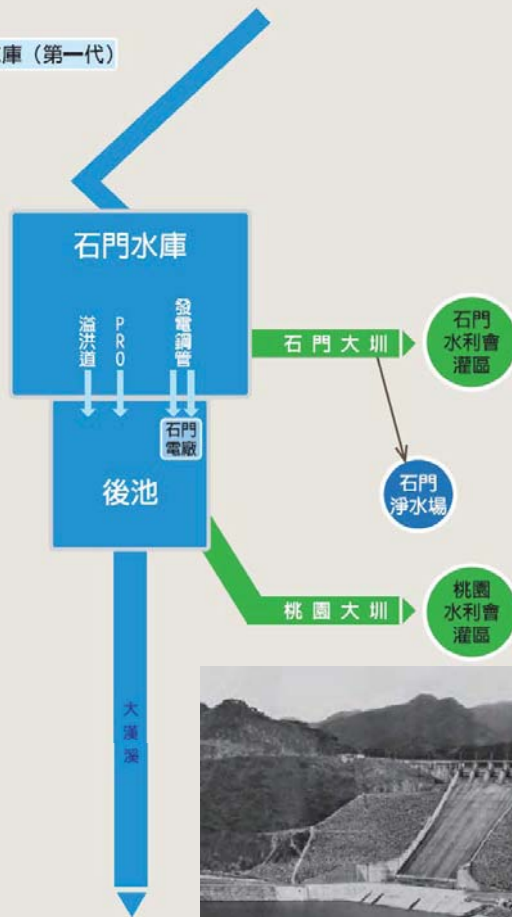 庫（第一代）
石門水庫
溢洪道
PRO
發電鋼管
石門大圳
石門
水利會
灌區
石門
電廠
後池
石門
淨水場
桃園大圳
桃園
水利會
灌區
大漢溪